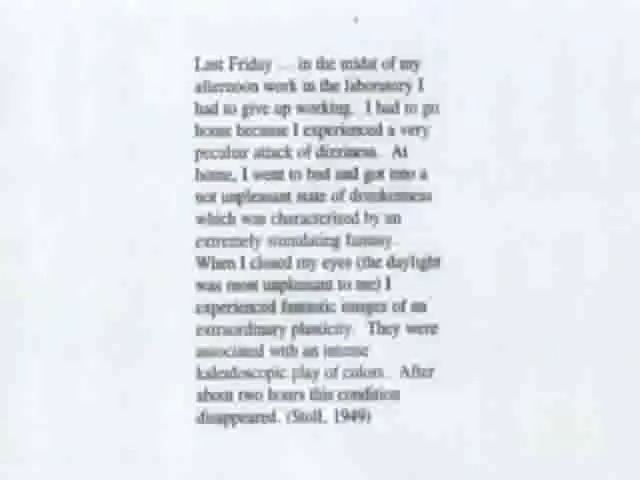 Last Friday ... in the midst of my
afternoon work in the laboratory I
had to give up working. I had to go
home because I experienced a very
peculiar attack of dizziness. At
home, I went to bed and got into a
not unpleasant state of drunkenness
which was characterized by an
extremely stimulating fantasy.
When I closed my eyes (the daylight
was most unpleasant to me) I
experienced fantastic images of an
extraordinary plasticity. They were
associated with an intense
kaleidoscopic play of colors. After
about two hours this condition
disappeared. (Stoll, 1949)